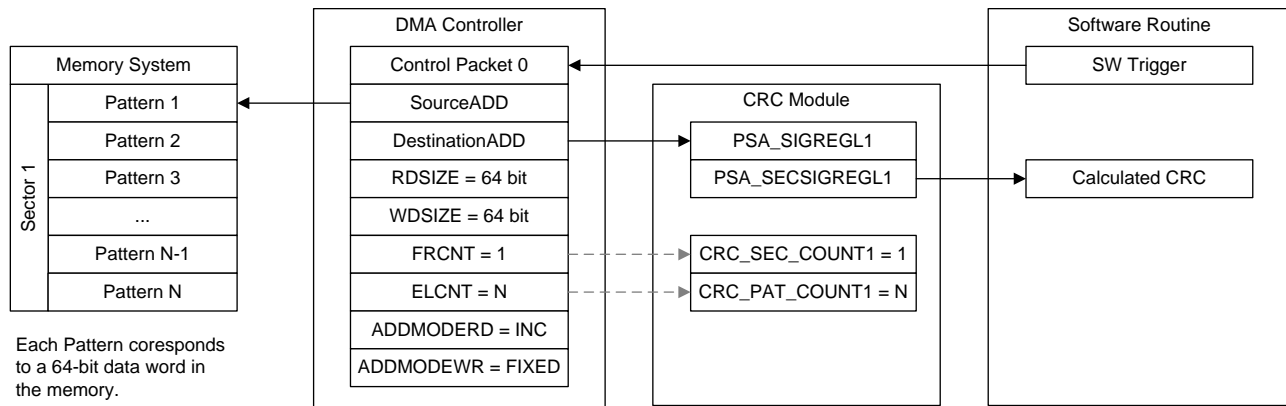 DMA Controller
Software Routine
Memory System
Control Packet 0
SW Trigger
Sector 1
Pattern 1
SourceADD
CRC Module
Pattern 2
DestinationADD
PSA_SIGREGL1
Pattern 3
RDSIZE = 64 bit
PSA_SECSIGREGL1
Calculated CRC
...
WDSIZE = 64 bit
Pattern N-1
FRCNT = 1
CRC_SEC_COUNT1 = 1
Pattern N
ELCNT = N
CRC_PAT_COUNT1 = N
ADDMODERD = INC
ADDMODEWR = FIXED
Each Pattern coresponds
to a 64-bit data word in
the memory.